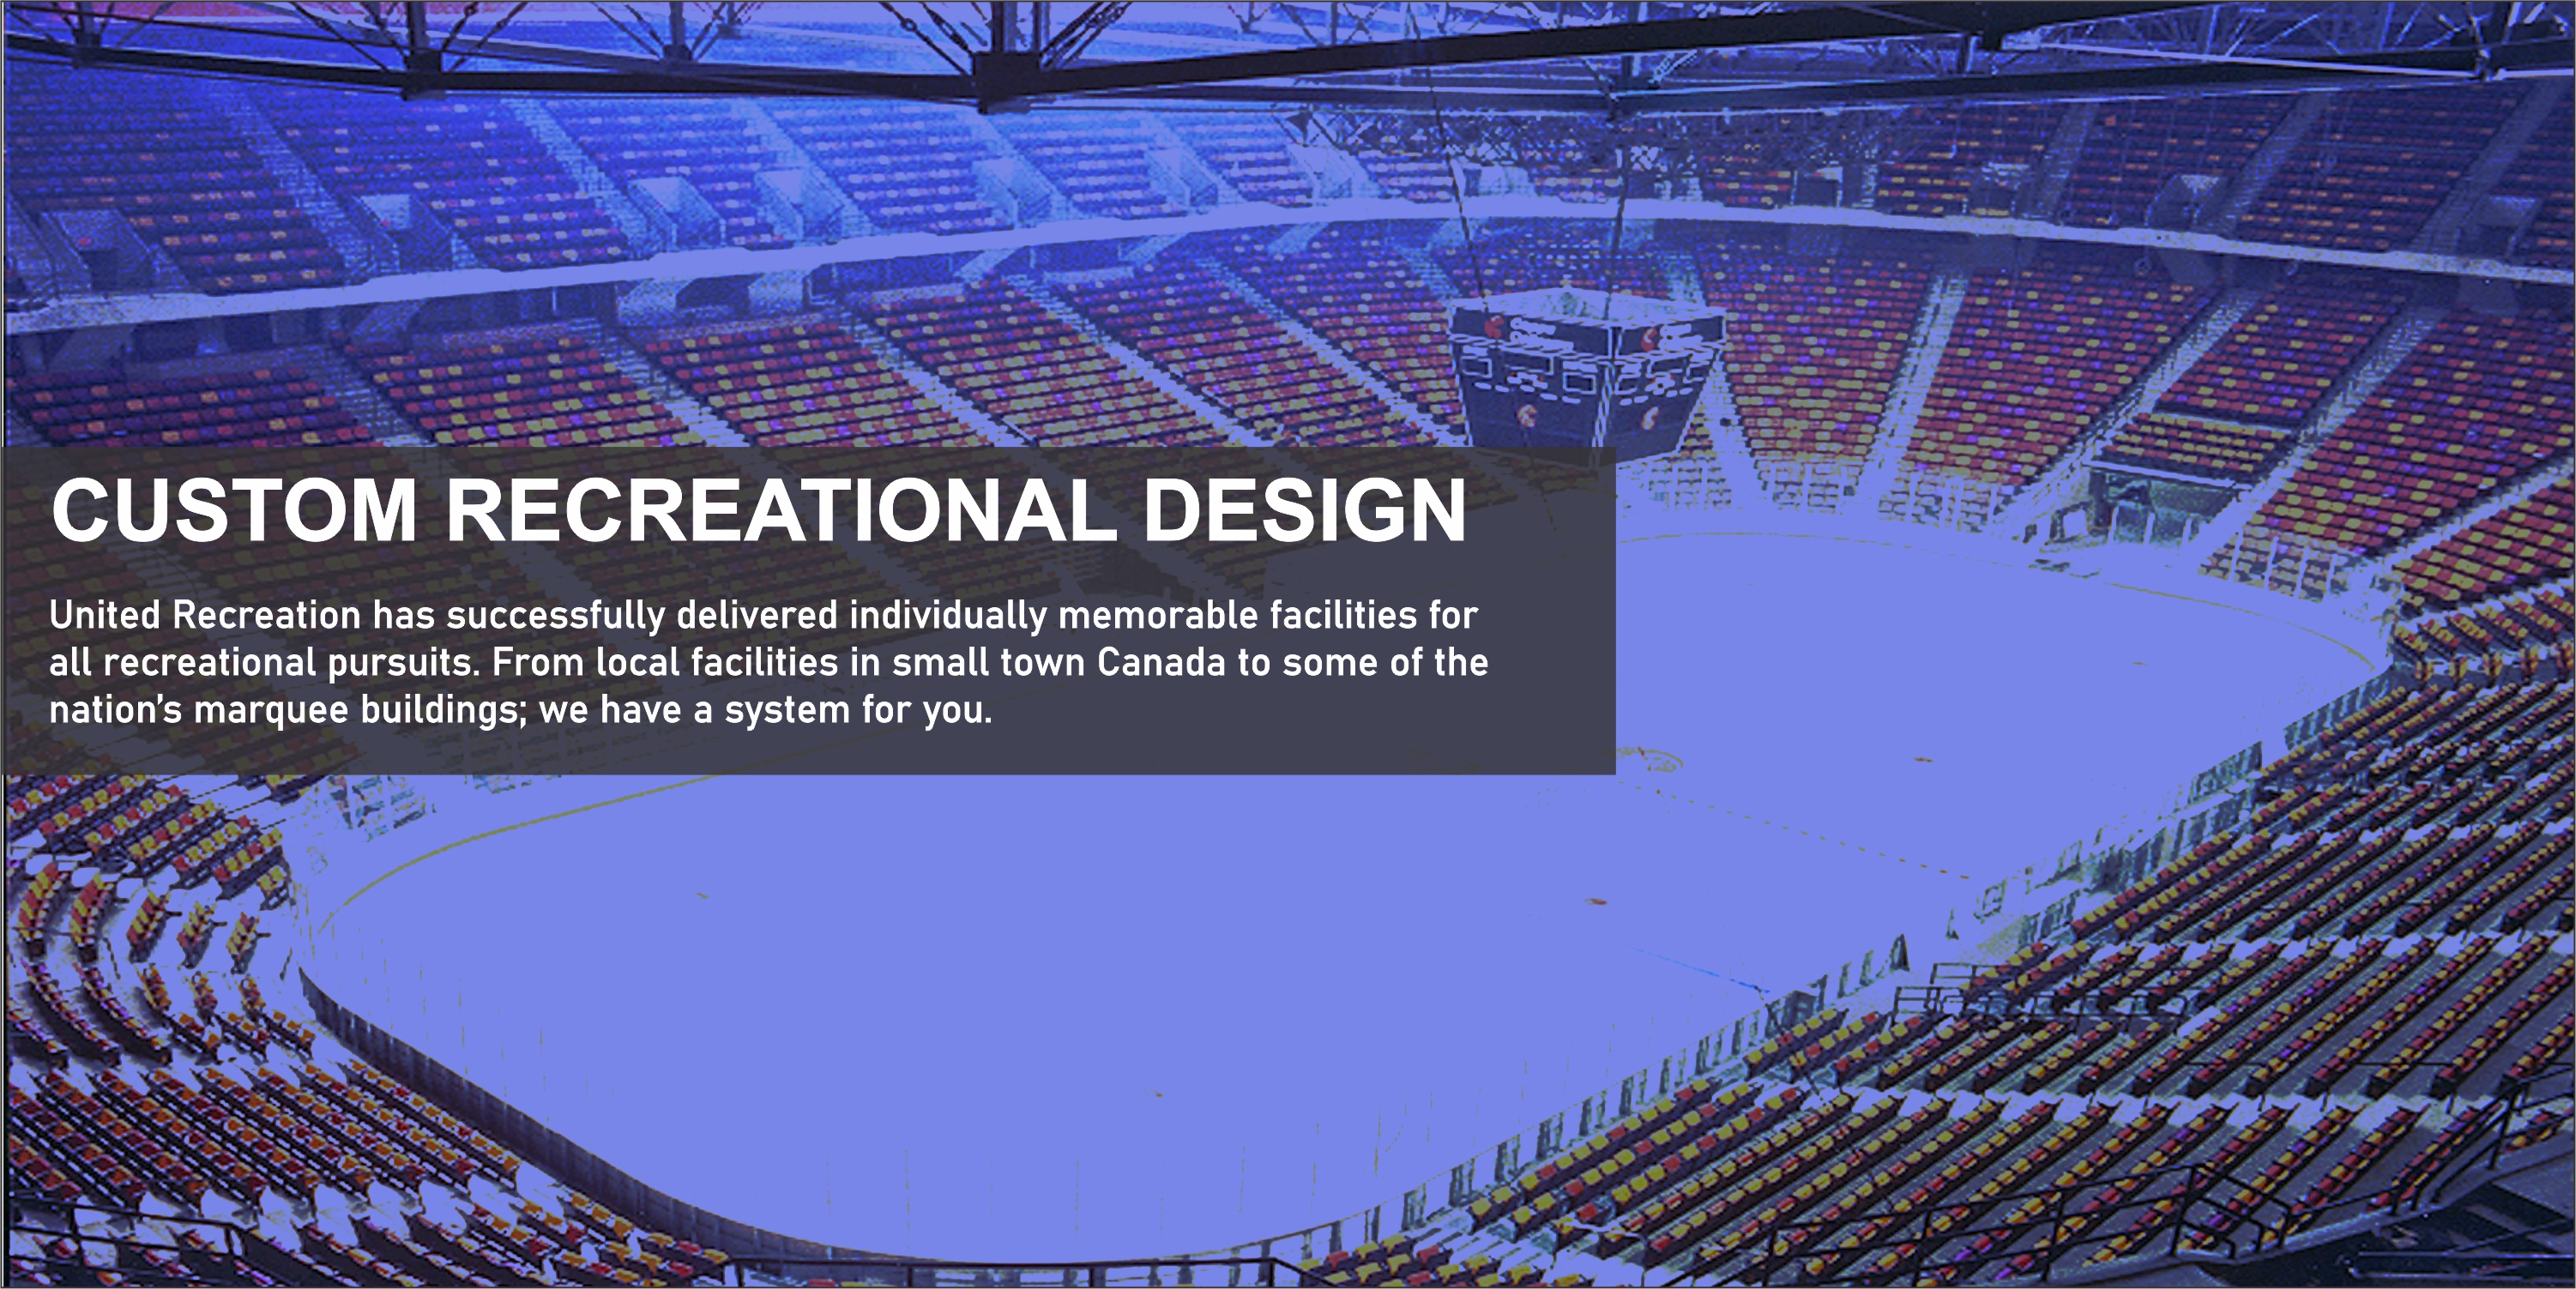 CUSTOM RECREATIONAL DESIGN
United Recreation has successfully delivered individually memorable facilities for
all recreational pursuits. From local facilities in small town Canada to some of the
nation’s marquee buildings; we have a system for you.